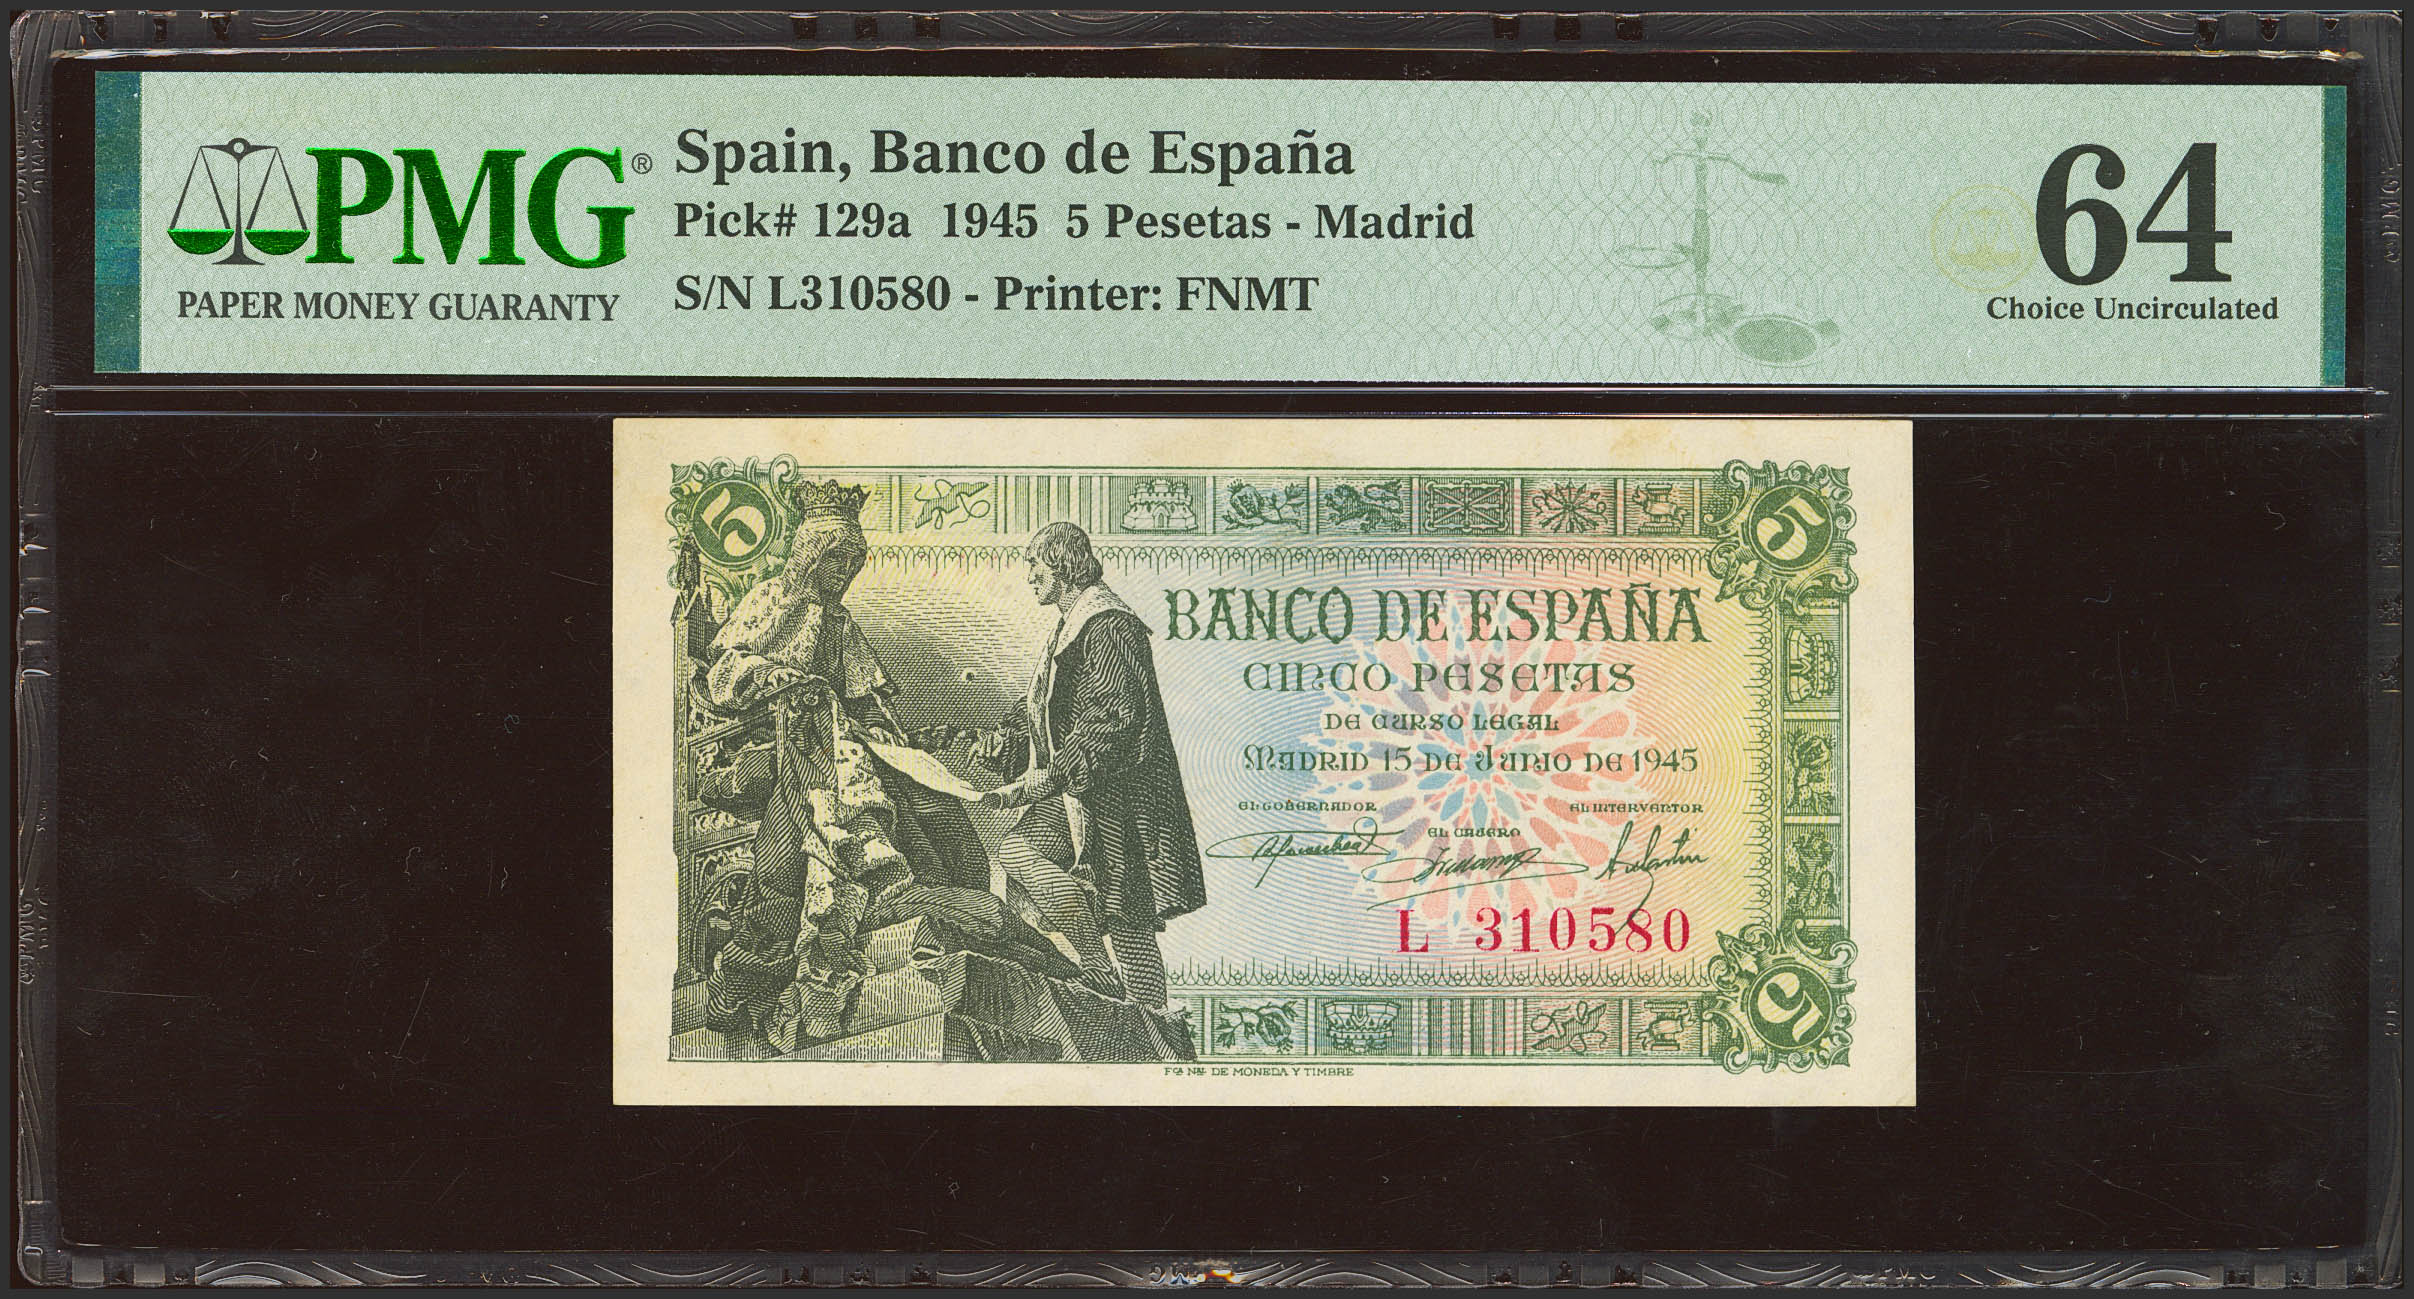 PMG®
PAPER MONEY GUARANTY
Spain, Banco de España
Pick# 129a 1945 5 Pesetas - Madrid
S/N L310580 - Printer: FNMT
64
Choice Uncirculated
5
5
BANCO DE ESPAÑA
CINCO PESETAS
DE CURSO LEGAL
MADRID 15 DE JUNIO DE 1945
EL GOBERNADOR
EL INTERVENTOR
EL CAJERO
L 310580
5
FCA NAL DE MONEDA Y TIMBRE